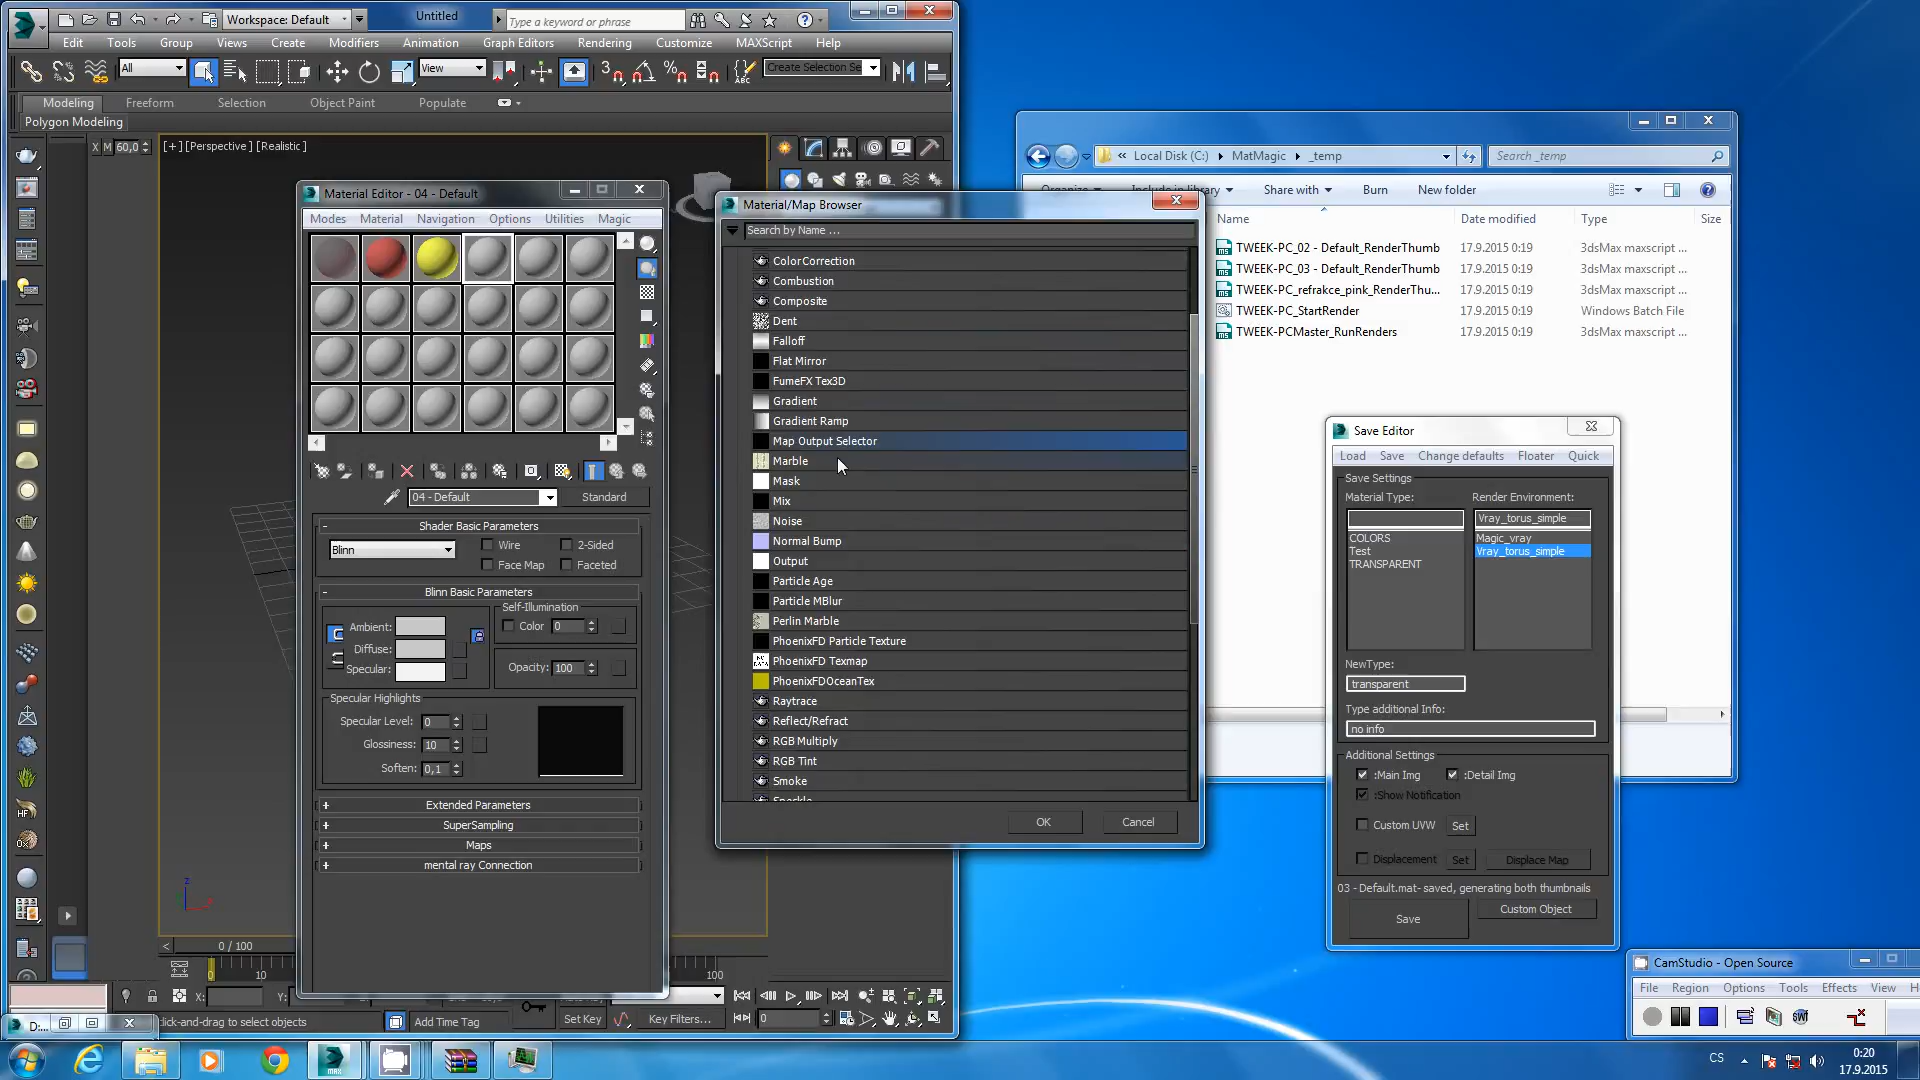 Workspace: Default
Untitled
Type a keyword or phrase
Edit Tools Group Views Create Modifiers Animation Graph Editors Rendering Customize MAXScript Help
All
View
Create Selection Se
Modeling Freeform Selection Object Paint Populate
Polygon Modeling
X M 60,0
[+] [Perspective] [Realistic]
Material Editor - 04 - Default
Modes Material Navigation Options Utilities Magic
04 - Default
Standard
Shader Basic Parameters
Blinn
Wire
2-Sided
Face Map
Faceted
Blinn Basic Parameters
Self-Illumination
Ambient:
Color 0
Diffuse:
Specular:
Opacity: 100
Specular Highlights
Specular Level: 0
Glossiness: 10
Soften: 0,1
Extended Parameters
SuperSampling
Maps
mental ray Connection
0 / 100
0
10
100
X:
Y:
click-and-drag to select objects
Add Time Tag
Set Key
Key Filters...
0
D:...
Material/Map Browser
Search by Name ...
ColorCorrection
Combustion
Composite
Dent
Falloff
Flat Mirror
FumeFX Tex3D
Gradient
Gradient Ramp
Map Output Selector
Marble
Mask
Mix
Noise
Normal Bump
Output
Particle Age
Particle MBlur
Perlin Marble
PhoenixFD Particle Texture
PhoenixFD Texmap
PhoenixFDOceanTex
Raytrace
Reflect/Refract
RGB Multiply
RGB Tint
Smoke
Speckle
OK
Cancel
« Local Disk (C:) MatMagic _temp
Search _temp
Organize Include in library Share with Burn New folder
Name Date modified Type Size
TWEEK-PC_02 - Default_RenderThumb 17.9.2015 0:19 3dsMax maxscript ...
TWEEK-PC_03 - Default_RenderThumb 17.9.2015 0:19 3dsMax maxscript ...
TWEEK-PC_refrakce_pink_RenderThu... 17.9.2015 0:19 3dsMax maxscript ...
TWEEK-PC_StartRender 17.9.2015 0:19 Windows Batch File
TWEEK-PCMaster_RunRenders 17.9.2015 0:19 3dsMax maxscript ...
Save Editor
Load Save Change defaults Floater Quick
Save Settings
Material Type:
Render Environment:
Vray_torus_simple
COLORS
Test
TRANSPARENT
Magic_vray
Vray_torus_simple
NewType:
transparent
Type additional Info:
no info
Additional Settings
:Main Img
:Detail Img
:Show Notification
Custom UVW
Set
Displacement
Set
Displace Map
03 - Default.mat- saved, generating both thumbnails
Save
Custom Object
CamStudio - Open Source
File Region Options Tools Effects View H
CS
0:20
17.9.2015